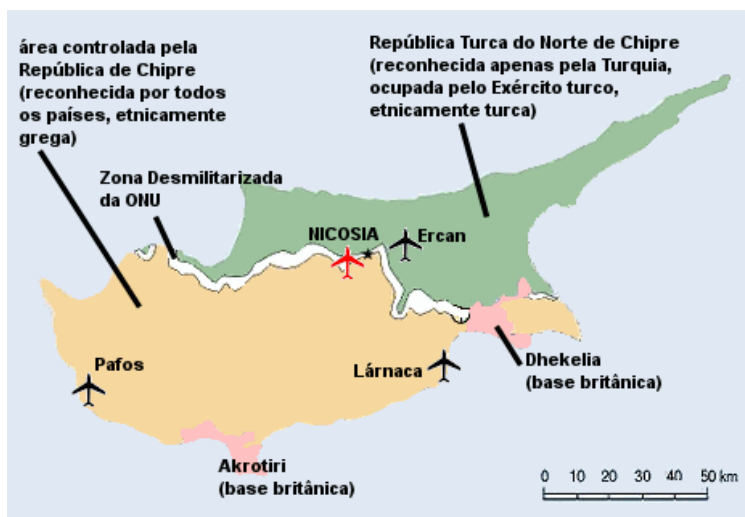 área controlada pela
República de Chipre
(reconhecida por todos
os países, etnicamente
grega)
República Turca do Norte de Chipre
(reconhecida apenas pela Turquia,
ocupada pelo Exército turco,
etnicamente turca)
Zona Desmilitarizada
da ONU
NICOSIA
Ercan
Pafos
Lárnaca
Dhekelia
(base britânica)
Akrotiri
(base britânica)
0 10 20 30 40 50 km